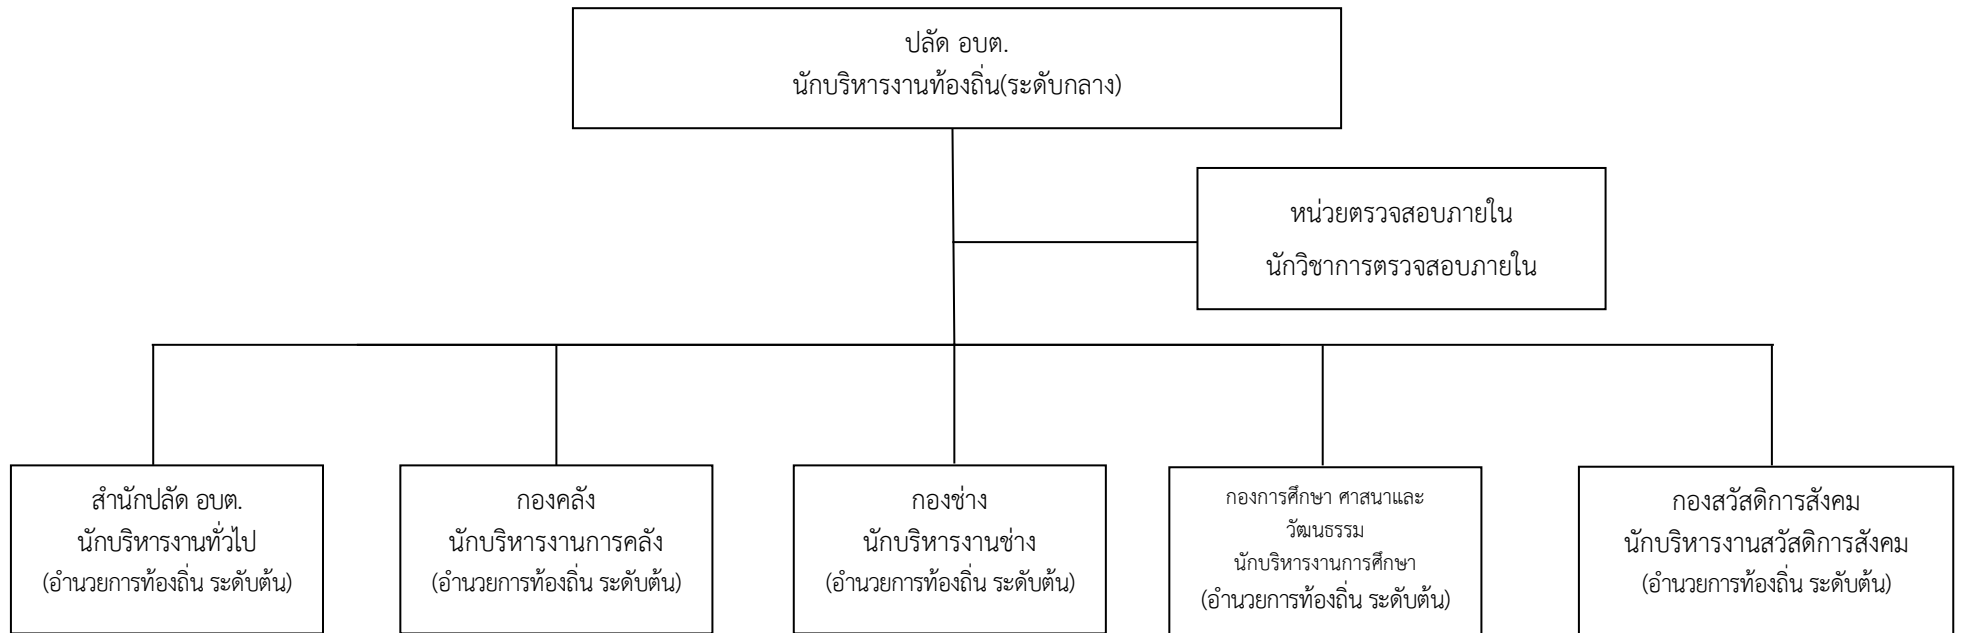 ปลัด อบต.
นักบริหารงานท้องถิ่น(ระดับกลาง)
หน่วยตรวจสอบภายใน
นักวิชาการตรวจสอบภายใน
สำนักปลัด อบต.
นักบริหารงานทั่วไป
(อำนวยการท้องถิ่น ระดับต้น)
กองคลัง
นักบริหารงานการคลัง
(อำนวยการท้องถิ่น ระดับต้น)
กองช่าง
นักบริหารงานช่าง
(อำนวยการท้องถิ่น ระดับต้น)
กองการศึกษา ศาสนาและ
วัฒนธรรม
นักบริหารงานการศึกษา
(อำนวยการท้องถิ่น ระดับต้น)
กองสวัสดิการสังคม
นักบริหารงานสวัสดิการสังคม
(อำนวยการท้องถิ่น ระดับต้น)